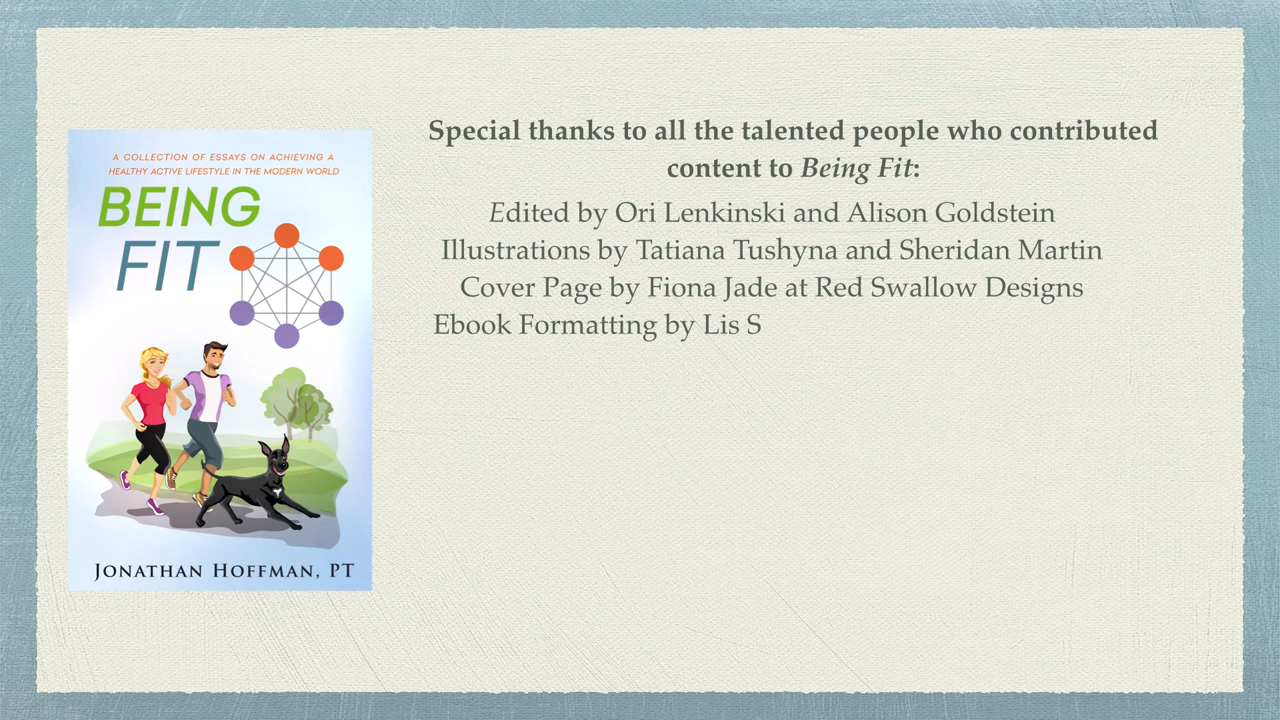 A COLLECTION OF ESSAYS ON ACHIEVING A
HEALTHY ACTIVE LIFESTYLE IN THE MODERN WORLD
BEING
FIT
JONATHAN HOFFMAN, PT
Special thanks to all the talented people who contributed
content to Being Fit:
Edited by Ori Lenkinski and Alison Goldstein
Illustrations by Tatiana Tushyna and Sheridan Martin
Cover Page by Fiona Jade at Red Swallow Designs
Ebook Formatting by Lis S